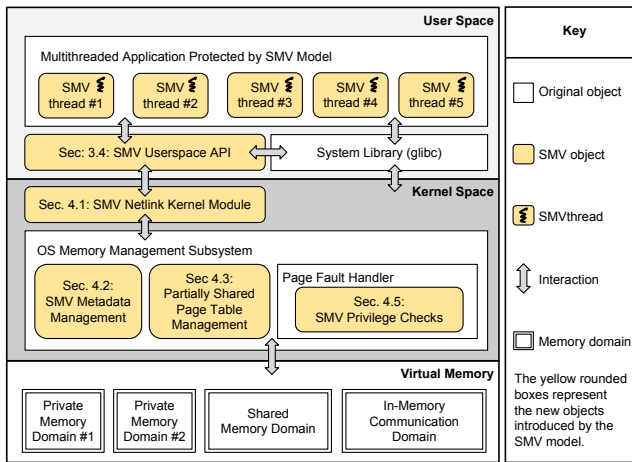 User Space
Multithreaded Application Protected by SMV Model
SMV
thread #1
SMV
thread #2
SMV
thread #3
SMV
thread #4
SMV
thread #5
Sec: 3.4: SMV Userspace API
System Library (glibc)
Kernel Space
Sec. 4.1: SMV Netlink Kernel Module
OS Memory Management Subsystem
Sec. 4.2:
SMV Metadata
Management
Sec 4.3:
Partially Shared
Page Table
Management
Page Fault Handler
Sec. 4.5:
SMV Privilege Checks
Virtual Memory
Private
Memory
Domain #1
Private
Memory
Domain #2
Shared
Memory Domain
In-Memory
Communication
Domain
Key
Original object
SMV object
SMVthread
Interaction
Memory domain
The yellow rounded
boxes represent
the new objects
introduced by the
SMV model.